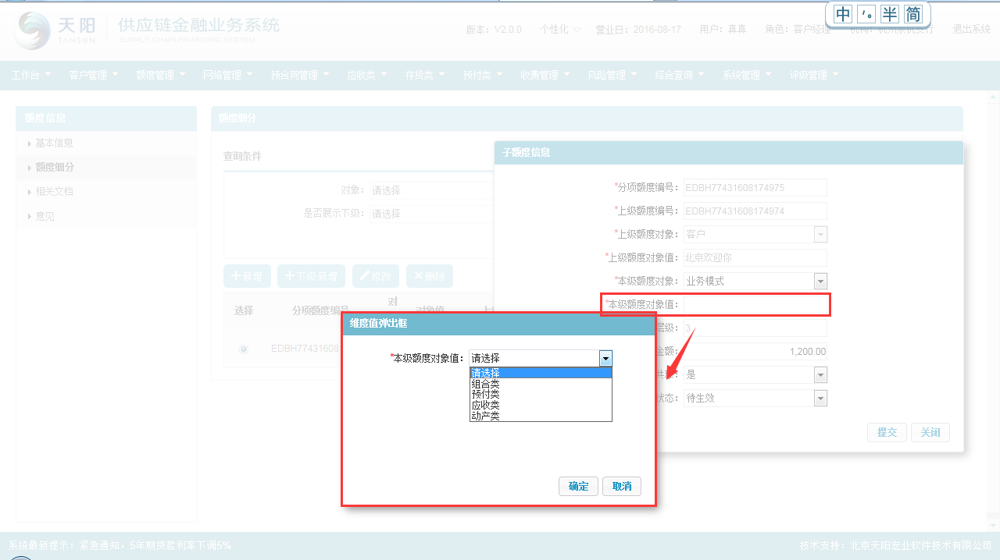 中 ’。 半 简
天阳 TANSUN 供应链金融业务系统
SUPPLY CHAIN FINANCING SYSTEM
版本：V2.0.0 个性化 营业日：2016-08-17 用户：真真 角色：客户经理 退出系统
工作台 客户管理 额度管理 网络管理 预合同管理 应收类 存货类 预付类 收费管理 风险管理 综合查询 系统管理 评级管理
额度信息
基本信息
额度细分
相关文档
意见
额度细分
查询条件
对象： 请选择
是否展示下级： 请选择
新增 下级新增 修改 删除
选择 分项额度编号 对 对象值
EDBH77431608
子额度信息
*分项额度编号： EDBH77431608174975
*上级额度编号： EDBH77431608174974
*上级额度对象： 客户
*上级额度对象值： 北京欢迎你
*本级额度对象： 业务模式
*本级额度对象值：
层级： 3
金额： 1,200.00
是
状态： 待生效
提交 关闭
维度值弹出框
*本级额度对象值： 请选择
请选择
组合类
预付类
应收类
动产类
确定 取消
系统最新提示：紧急通知，5年期货款利率下调5%
技术支持：北京天阳宏业软件技术有限公司